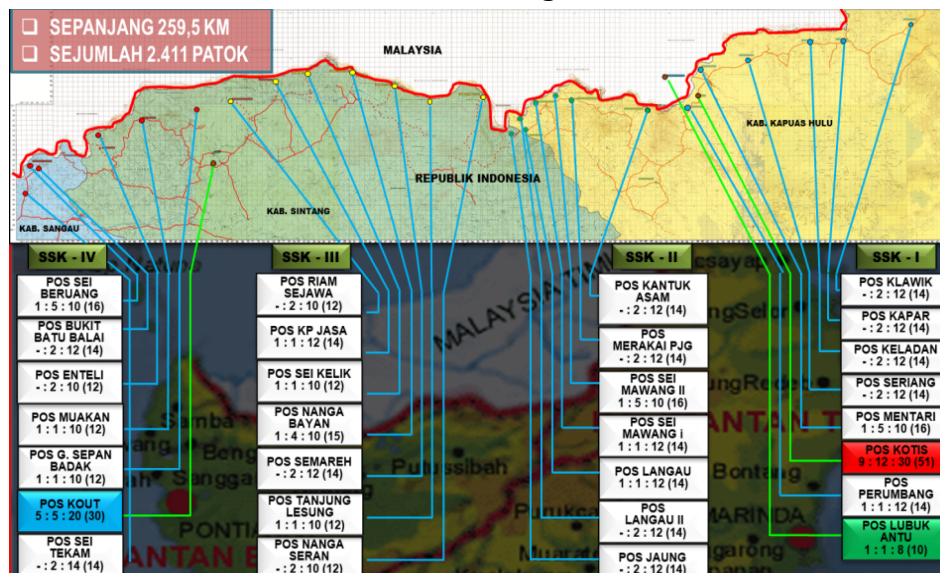 SEPANJANG 259,5 KM
SEJUMLAH 2.411 PATOK
MALAYSIA
KAB. KAPUAS HULU
REPUBLIK INDONESIA
KAB. SINTANG
KAB. SANGAU
SSK - IV
POS SEI
BERUANG
1 : 5 : 10 (16)
POS BUKIT
BATU BALAI
- : 2 : 12 (14)
POS ENTELI
- : 2 : 10 (12)
POS MUAKAN
1 : 1 : 10 (12)
POS G. SEPAN
BADAK
1 : 1 : 10 (12)
POS KOUT
5 : 5 : 20 (30)
POS SEI
TEKAM
- : 2 : 14 (14)
SSK - III
POS RIAM
SEJAWA
- : 2 : 10 (12)
POS KP JASA
1 : 1 : 12 (14)
POS SEI KELIK
1 : 1 : 10 (12)
POS NANGA
BAYAN
1 : 4 : 10 (15)
POS SEMAREH
- : 2 : 12 (14)
POS TANJUNG
LESUNG
1 : 1 : 10 (12)
POS NANGA
SERAN
- : 2 : 10 (12)
SSK - II
POS KANTUK
ASAM
- : 2 : 12 (14)
POS
MERAKAI PJG
- : 2 : 12 (14)
POS SEI
MAWANG II
1 : 5 : 10 (16)
POS SEI
MAWANG i
1 : 1 : 12 (14)
POS LANGAU
1 : 1 : 12 (14)
POS
LANGAU II
- : 2 : 12 (14)
POS JAUNG
- : 2 : 12 (14)
SSK - I
POS KLAWIK
- : 2 : 12 (14)
POS KAPAR
- : 2 : 12 (14)
POS KELADAN
- : 2 : 12 (14)
POS SERIANG
- : 2 : 12 (14)
POS MENTARI
1 : 5 : 10 (16)
POS KOTIS
9 : 12 : 30 (51)
POS
PERUMBANG
1 : 1 : 12 (14)
POS LUBUK
ANTU
1 : 1 : 8 (10)
MALAYSIA TIM
Putussibah
Samba
Bontang
PONTIA
MARINDA